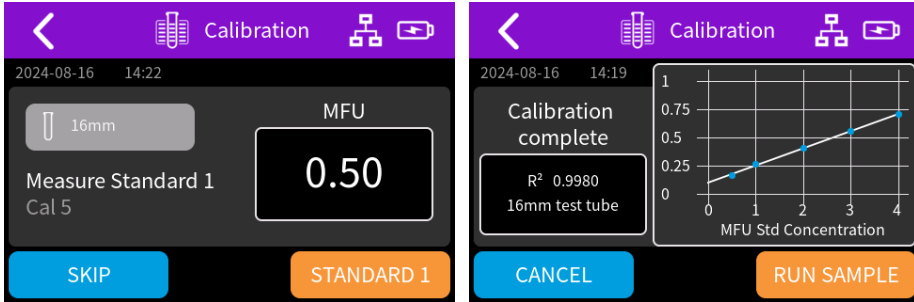 Calibration
2024-08-16 14:22
16mm
MFU
0.50
Measure Standard 1
Cal 5
SKIP
STANDARD 1
Calibration
2024-08-16 14:19
Calibration
complete
R² 0.9980
16mm test tube
1
0.75
0.5
0.25
0
0 1 2 3 4
MFU Std Concentration
CANCEL
RUN SAMPLE